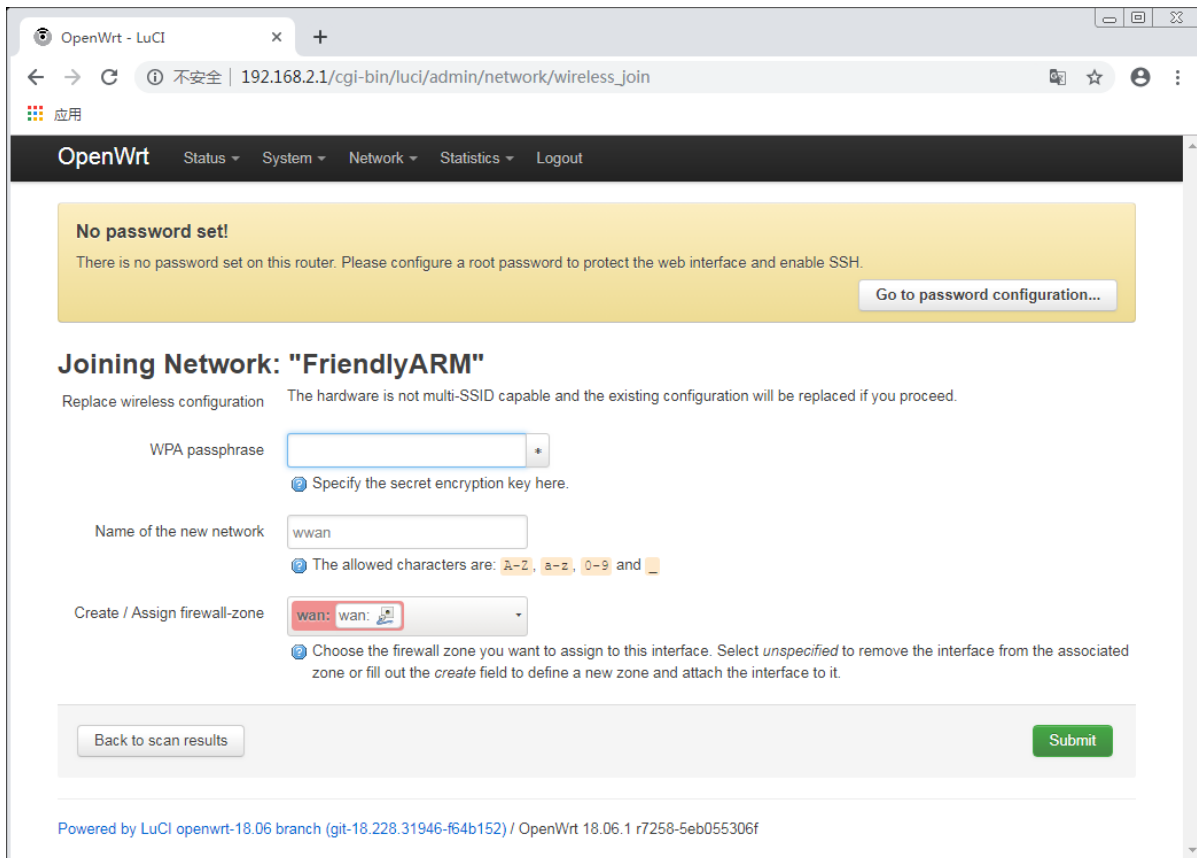 OpenWrt - LuCI
不安全 | 192.168.2.1/cgi-bin/luci/admin/network/wireless_join
应用
OpenWrt Status System Network Statistics Logout
No password set!
There is no password set on this router. Please configure a root password to protect the web interface and enable SSH.
Go to password configuration...
Joining Network: "FriendlyARM"
Replace wireless configuration The hardware is not multi-SSID capable and the existing configuration will be replaced if you proceed.
WPA passphrase *
Specify the secret encryption key here.
Name of the new network wwan
The allowed characters are: A-Z, a-z, 0-9 and _
Create / Assign firewall-zone wan: wan:
Choose the firewall zone you want to assign to this interface. Select unspecified to remove the interface from the associated
zone or fill out the create field to define a new zone and attach the interface to it.
Back to scan results Submit
Powered by LuCI openwrt-18.06 branch (git-18.228.31946-f64b152) / OpenWrt 18.06.1 r7258-5eb055306f